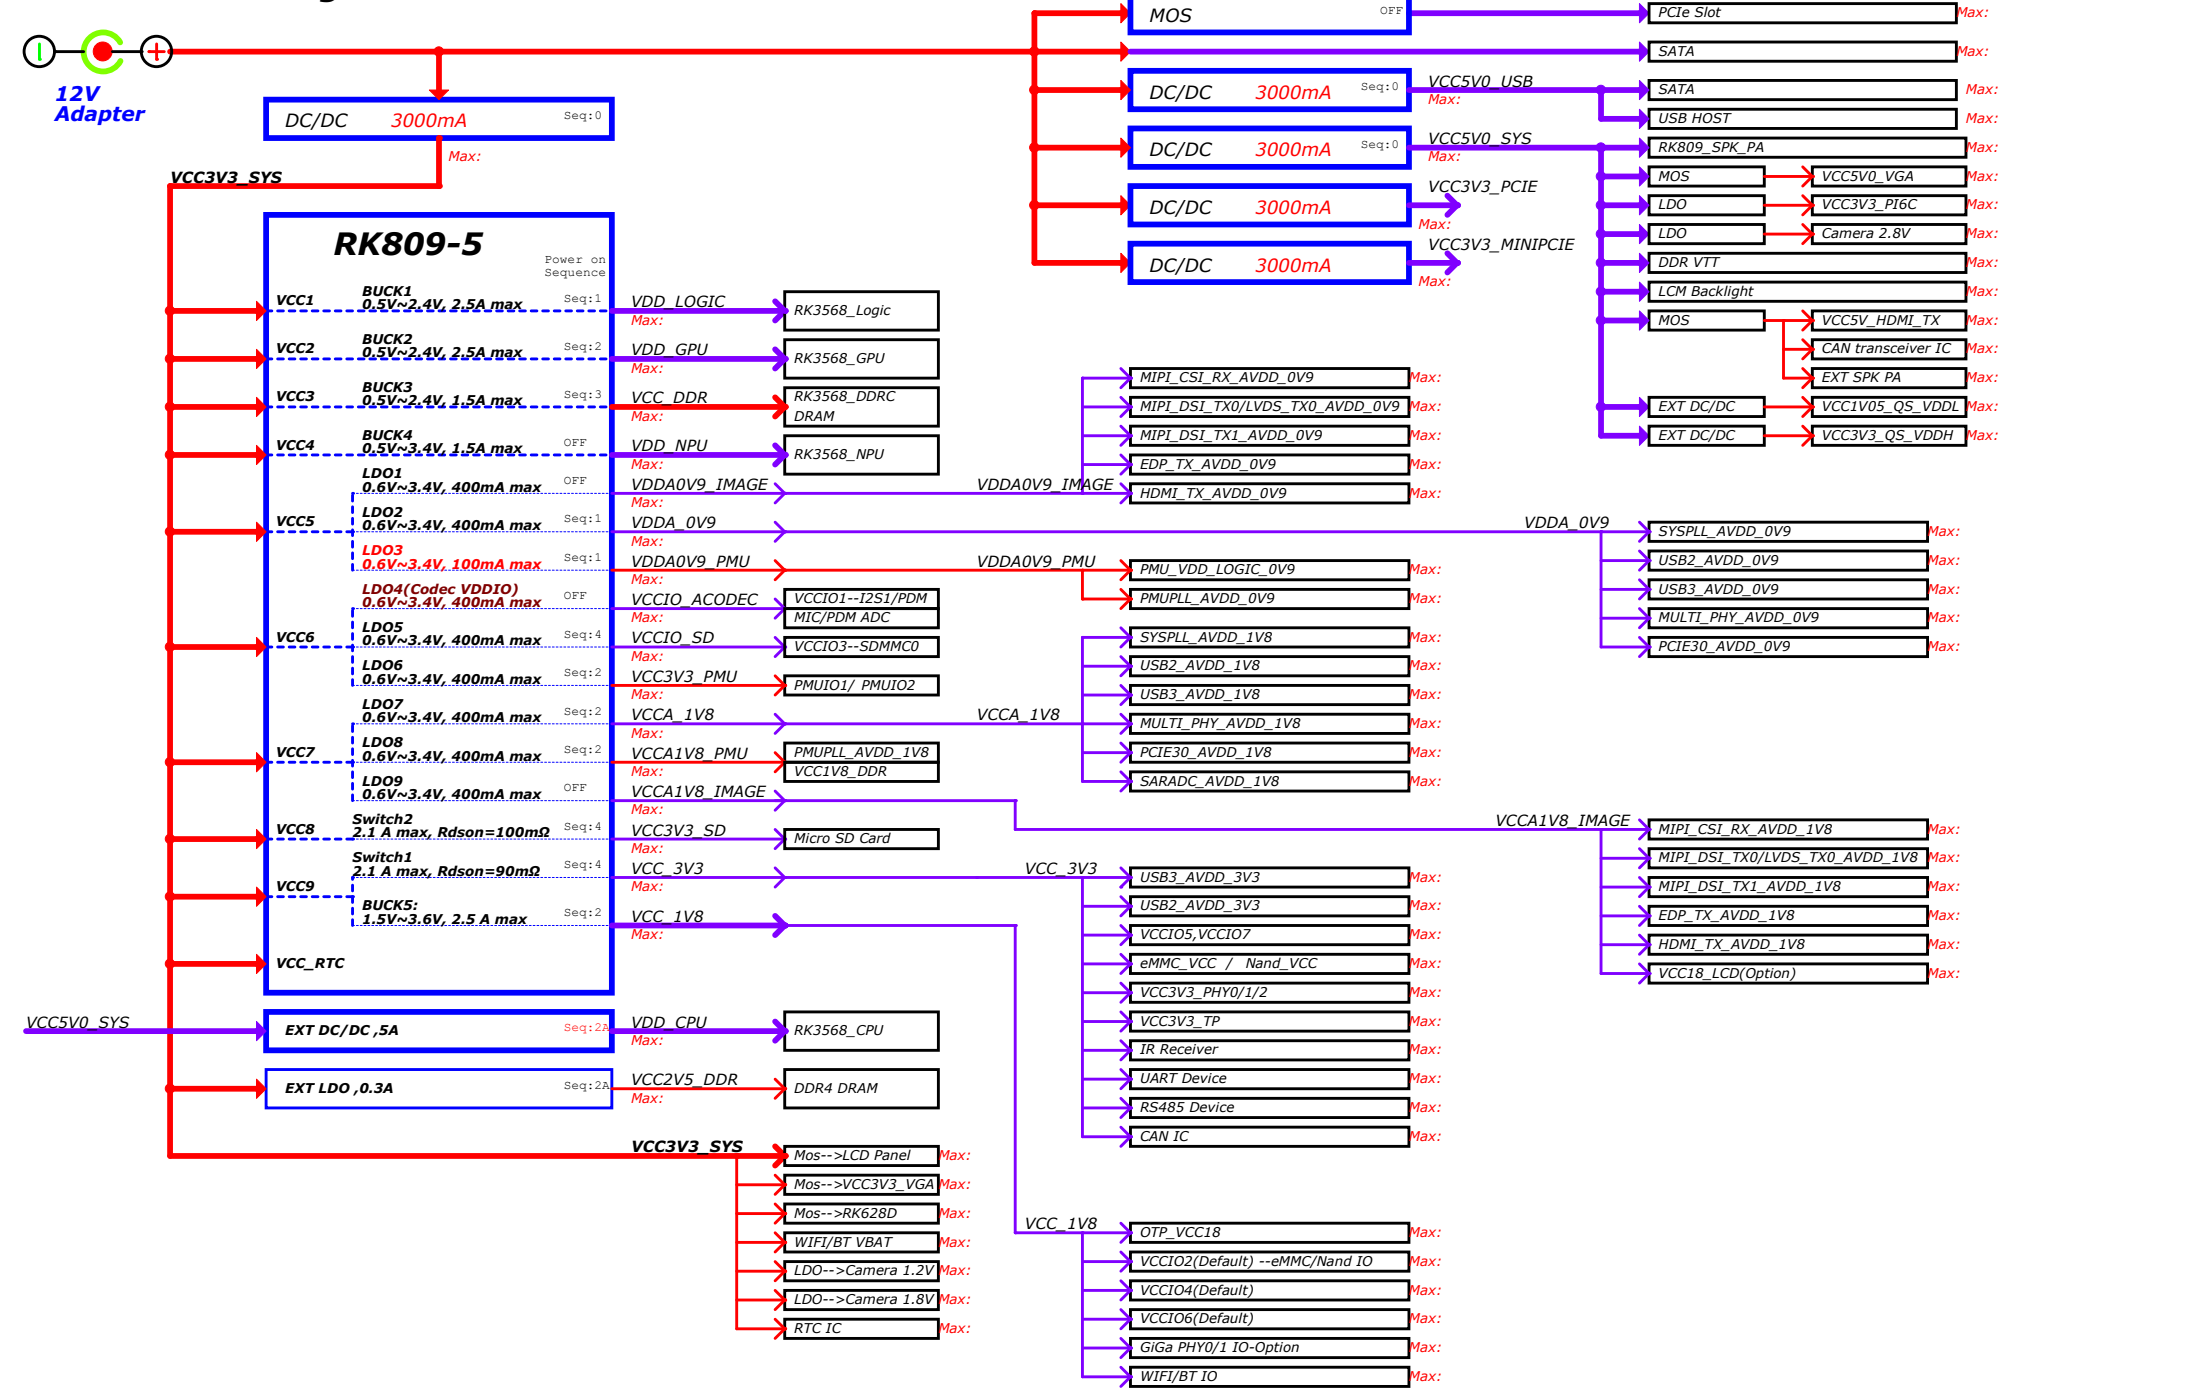 12V
Adapter
DC/DC 3000mA Seq:0
Max:
VCC3V3_SYS
RK809-5
Power on
Sequence
VCC1
BUCK1
0.5V~2.4V, 2.5A max
Seq:1
VDD_LOGIC
Max:
RK3568_Logic
VCC2
BUCK2
0.5V~2.4V, 2.5A max
Seq:2
VDD_GPU
Max:
RK3568_GPU
VCC3
BUCK3
0.5V~2.4V, 1.5A max
Seq:3
VCC_DDR
Max:
RK3568_DDRC
DRAM
VCC4
BUCK4
0.5V~3.4V, 1.5A max
OFF
VDD_NPU
Max:
RK3568_NPU
LDO1
0.6V~3.4V, 400mA max
OFF
VDDA0V9_IMAGE
Max:
VCC5
LDO2
0.6V~3.4V, 400mA max
Seq:1
VDDA_0V9
Max:
LDO3
0.6V~3.4V, 100mA max
Seq:1
VDDA0V9_PMU
Max:
LDO4(Codec VDDIO)
0.6V~3.4V, 400mA max
OFF
VCCIO_ACODEC
Max:
VCCIO1--I2S1/PDM
MIC/PDM ADC
VCC6
LDO5
0.6V~3.4V, 400mA max
Seq:4
VCCIO_SD
Max:
VCCIO3--SDMMC0
LDO6
0.6V~3.4V, 400mA max
Seq:2
VCC3V3_PMU
Max:
PMUIO1/ PMUIO2
LDO7
0.6V~3.4V, 400mA max
Seq:2
VCCA_1V8
Max:
VCC7
LDO8
0.6V~3.4V, 400mA max
Seq:2
VCCA1V8_PMU
Max:
PMUPLL_AVDD_1V8
VCC1V8_DDR
LDO9
0.6V~3.4V, 400mA max
OFF
VCCA1V8_IMAGE
Max:
VCC8
Switch2
2.1 A max, Rdson=100mΩ
Seq:4
VCC3V3_SD
Max:
Micro SD Card
Switch1
2.1 A max, Rdson=90mΩ
Seq:4
VCC_3V3
Max:
VCC9
BUCK5:
1.5V~3.6V, 2.5 A max
Seq:2
VCC_1V8
Max:
VCC_RTC
VCC5V0_SYS
EXT DC/DC ,5A
Seq:2A
VDD_CPU
Max:
RK3568_CPU
EXT LDO ,0.3A
Seq:2A
VCC2V5_DDR
Max:
DDR4 DRAM
VCC3V3_SYS
Mos-->LCD Panel Max:
Mos-->VCC3V3_VGA Max:
Mos-->RK628D Max:
WIFI/BT VBAT Max:
LDO-->Camera 1.2V Max:
LDO-->Camera 1.8V Max:
RTC IC Max:
MOS OFF
PCIe Slot Max:
SATA Max:
DC/DC 3000mA Seq:0
VCC5V0_USB
Max:
SATA Max:
USB HOST Max:
DC/DC 3000mA Seq:0
VCC5V0_SYS
Max:
RK809_SPK_PA Max:
MOS VCC5V0_VGA Max:
LDO VCC3V3_PI6C Max:
LDO Camera 2.8V Max:
DDR VTT Max:
LCM Backlight Max:
MOS VCC5V_HDMI_TX Max:
CAN transceiver IC Max:
EXT SPK PA Max:
EXT DC/DC VCC1V05_QS_VDDL Max:
EXT DC/DC VCC3V3_QS_VDDH Max:
DC/DC 3000mA
VCC3V3_PCIE
Max:
DC/DC 3000mA
VCC3V3_MINIPCIE
Max:
MIPI_CSI_RX_AVDD_0V9 Max:
MIPI_DSI_TX0/LVDS_TX0_AVDD_0V9 Max:
MIPI_DSI_TX1_AVDD_0V9 Max:
EDP_TX_AVDD_0V9 Max:
VDDA0V9_IMAGE
HDMI_TX_AVDD_0V9 Max:
VDDA_0V9
SYSPLL_AVDD_0V9 Max:
USB2_AVDD_0V9 Max:
USB3_AVDD_0V9 Max:
MULTI_PHY_AVDD_0V9 Max:
PCIE30_AVDD_0V9 Max:
VDDA0V9_PMU
PMU_VDD_LOGIC_0V9 Max:
PMUPLL_AVDD_0V9 Max:
SYSPLL_AVDD_1V8 Max:
USB2_AVDD_1V8 Max:
USB3_AVDD_1V8 Max:
VCCA_1V8
MULTI_PHY_AVDD_1V8 Max:
PCIE30_AVDD_1V8 Max:
SARADC_AVDD_1V8 Max:
VCCA1V8_IMAGE
MIPI_CSI_RX_AVDD_1V8 Max:
MIPI_DSI_TX0/LVDS_TX0_AVDD_1V8 Max:
MIPI_DSI_TX1_AVDD_1V8 Max:
EDP_TX_AVDD_1V8 Max:
HDMI_TX_AVDD_1V8 Max:
VCC18_LCD(Option) Max:
VCC_3V3
USB3_AVDD_3V3 Max:
USB2_AVDD_3V3 Max:
VCCIO5,VCCIO7 Max:
eMMC_VCC / Nand_VCC Max:
VCC3V3_PHY0/1/2 Max:
VCC3V3_TP Max:
IR Receiver Max:
UART Device Max:
RS485 Device Max:
CAN IC Max:
VCC_1V8
OTP_VCC18 Max:
VCCIO2(Default) --eMMC/Nand IO Max:
VCCIO4(Default) Max:
VCCIO6(Default) Max:
GiGa PHY0/1 IO-Option Max:
WIFI/BT IO Max: